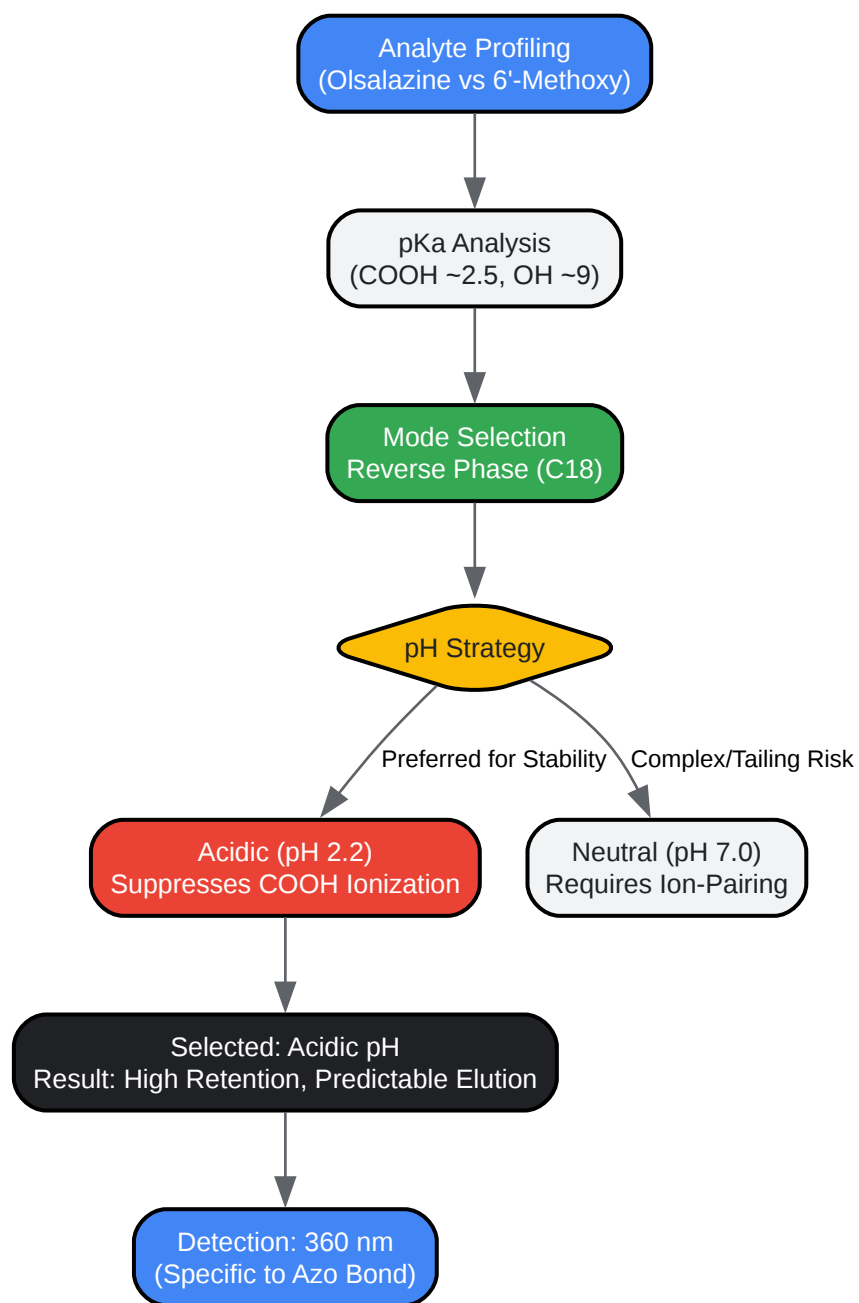 Analyte Profiling
(Olsalazine vs 6'-Methoxy)
pKa Analysis
(COOH ~2.5, OH ~9)
Mode Selection
Reverse Phase (C18)
pH Strategy
Preferred for Stability
Complex/Tailing Risk
Acidic (pH 2.2)
Suppresses COOH Ionization
Neutral (pH 7.0)
Requires Ion-Pairing
Selected: Acidic pH
Result: High Retention, Predictable Elution
Detection: 360 nm
(Specific to Azo Bond)